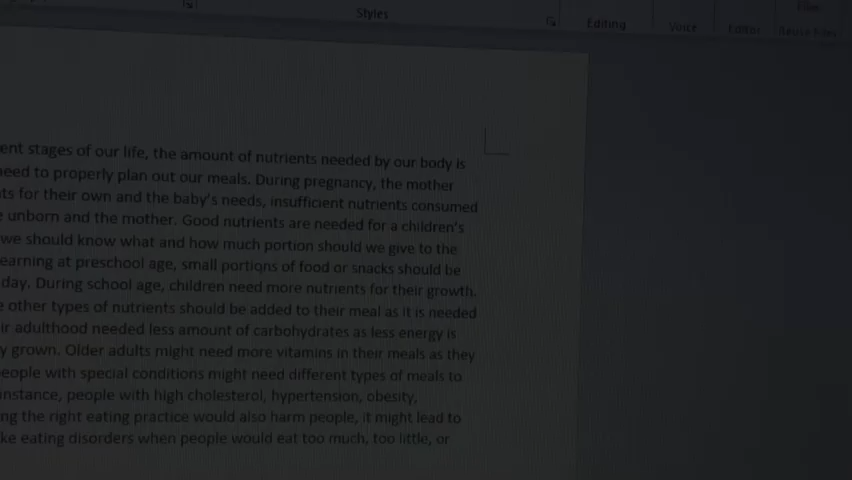 Styles
Editing
Voice
Editor
Reuse Files
ent stages of our life, the amount of nutrients needed by our body is
need to properly plan out our meals. During pregnancy, the mother
ts for their own and the baby's needs, insufficient nutrients consumed
e unborn and the mother. Good nutrients are needed for a children's
we should know what and how much portion should we give to the
earning at preschool age, small portions of food or snacks should be
day. During school age, children need more nutrients for their growth.
e other types of nutrients should be added to their meal as it is needed
ir adulthood needed less amount of carbohydrates as less energy is
y grown. Older adults might need more vitamins in their meals as they
eople with special conditions might need different types of meals to
instance, people with high cholesterol, hypertension, obesity,
ng the right eating practice would also harm people, it might lead to
ke eating disorders when people would eat too much, too little, or